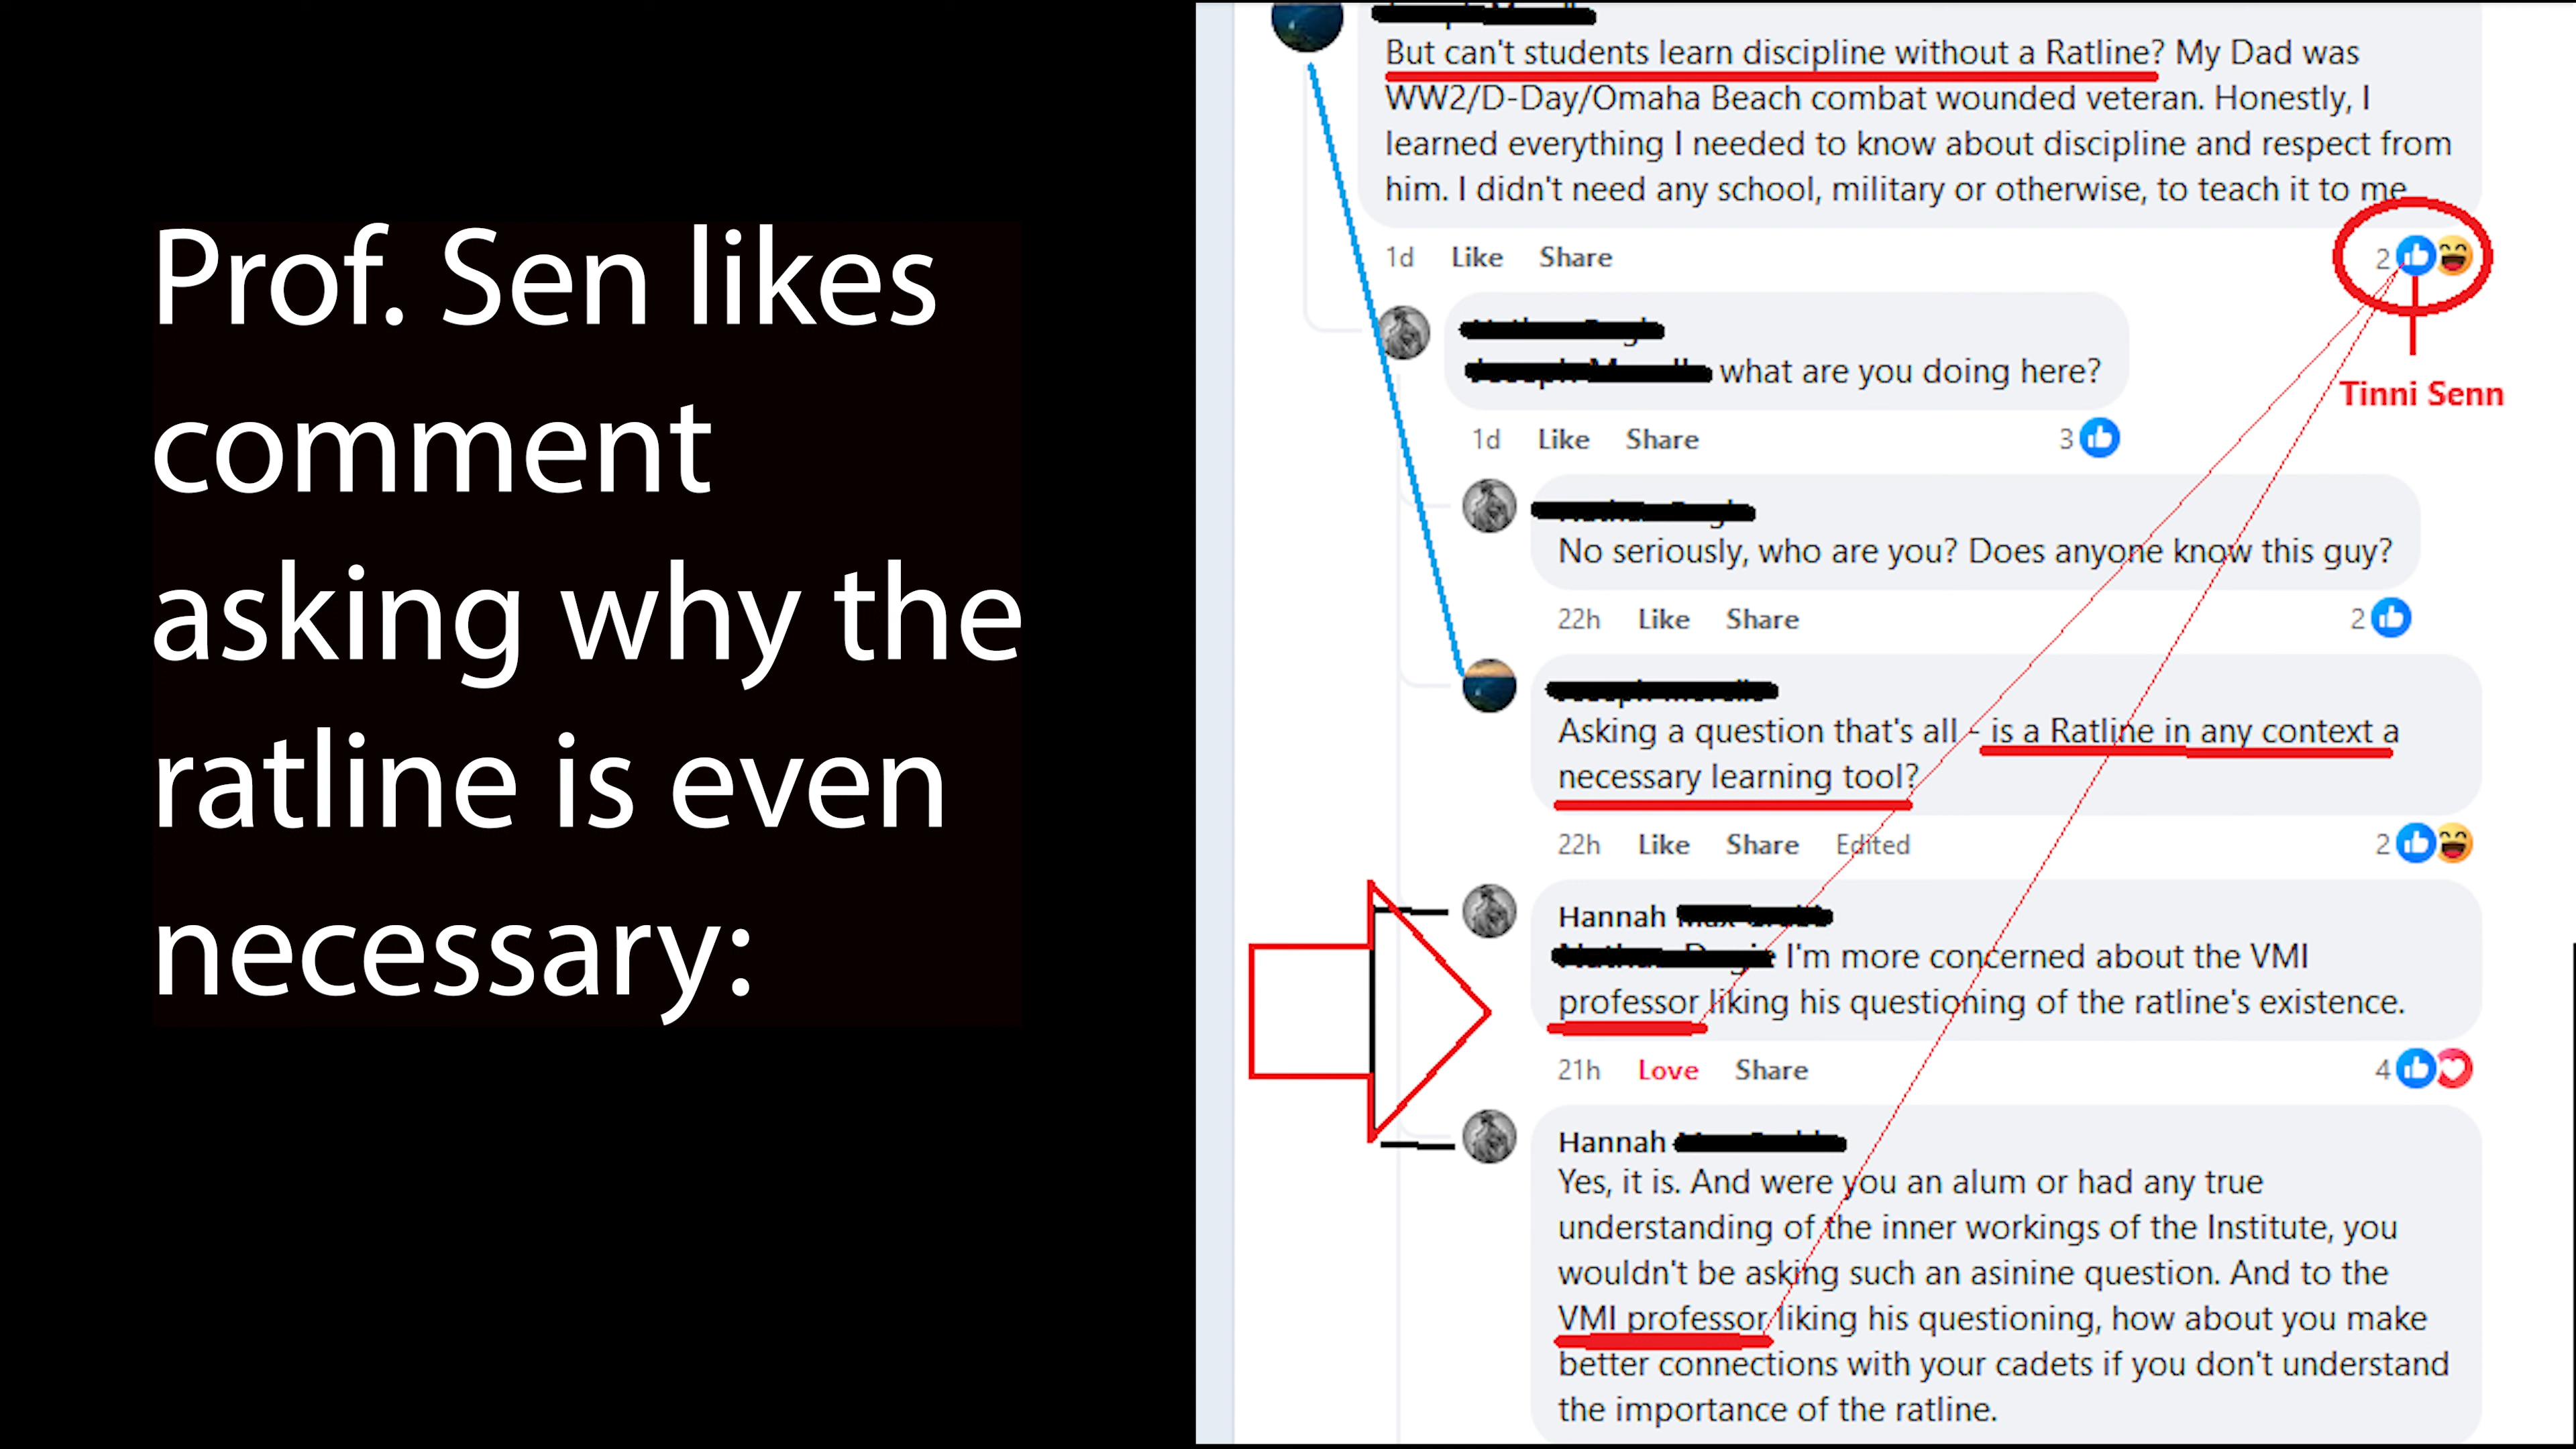 Prof. Sen likes
comment
asking why the
ratline is even
necessary:
But can't students learn discipline without a Ratline? My Dad was
WW2/D-Day/Omaha Beach combat wounded veteran. Honestly, I
learned everything I needed to know about discipline and respect from
him. I didn't need any school, military or otherwise, to teach it to me
1d Like Share 2
Tinni Senn
what are you doing here?
1d Like Share 3
No seriously, who are you? Does anyone know this guy?
22h Like Share 2
Asking a question that's all - is a Ratline in any context a
necessary learning tool?
22h Like Share Edited 2
Hannah
I'm more concerned about the VMI
professor liking his questioning of the ratline's existence.
21h Love Share 4
Hannah
Yes, it is. And were you an alum or had any true
understanding of the inner workings of the Institute, you
wouldn't be asking such an asinine question. And to the
VMI professor liking his questioning, how about you make
better connections with your cadets if you don't understand
the importance of the ratline.